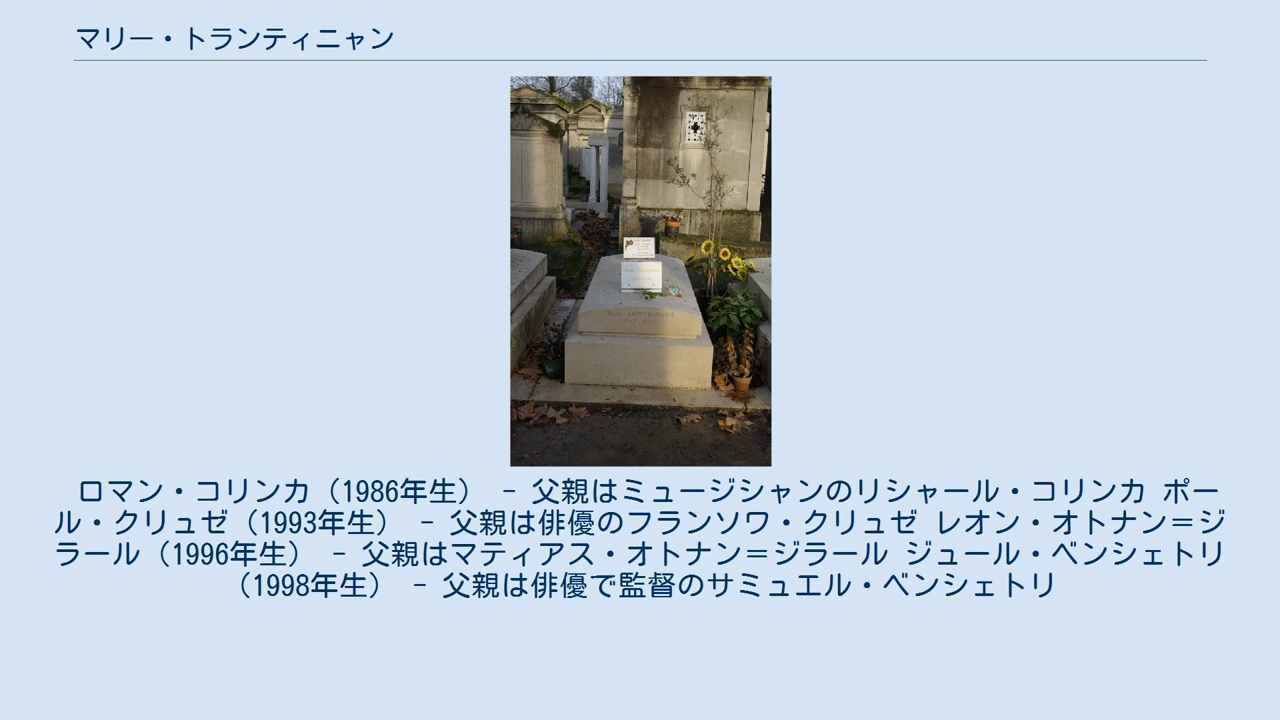 マリー・トランティニャン
ロマン・コリンカ（1986年生） - 父親はミュージシャンのリシャール・コリンカ ポー
ル・クリュゼ（1993年生） - 父親は俳優のフランソワ・クリュゼ レオン・オトナン＝ジ
ラール（1996年生） - 父親はマティアス・オトナン＝ジラール ジュール・ベンシェトリ
（1998年生） - 父親は俳優で監督のサミュエル・ベンシェトリ